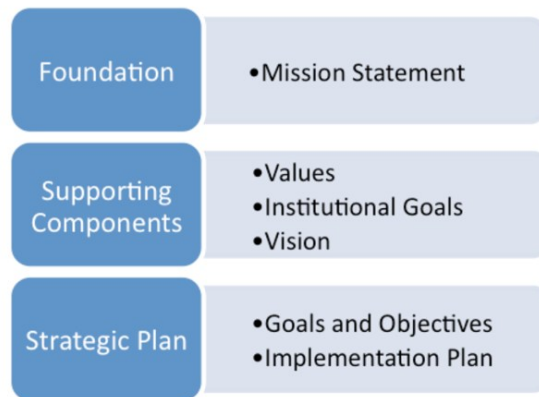 Foundation
•Mission Statement
Supporting
Components
•Values
•Institutional Goals
•Vision
Strategic Plan
•Goals and Objectives
•Implementation Plan